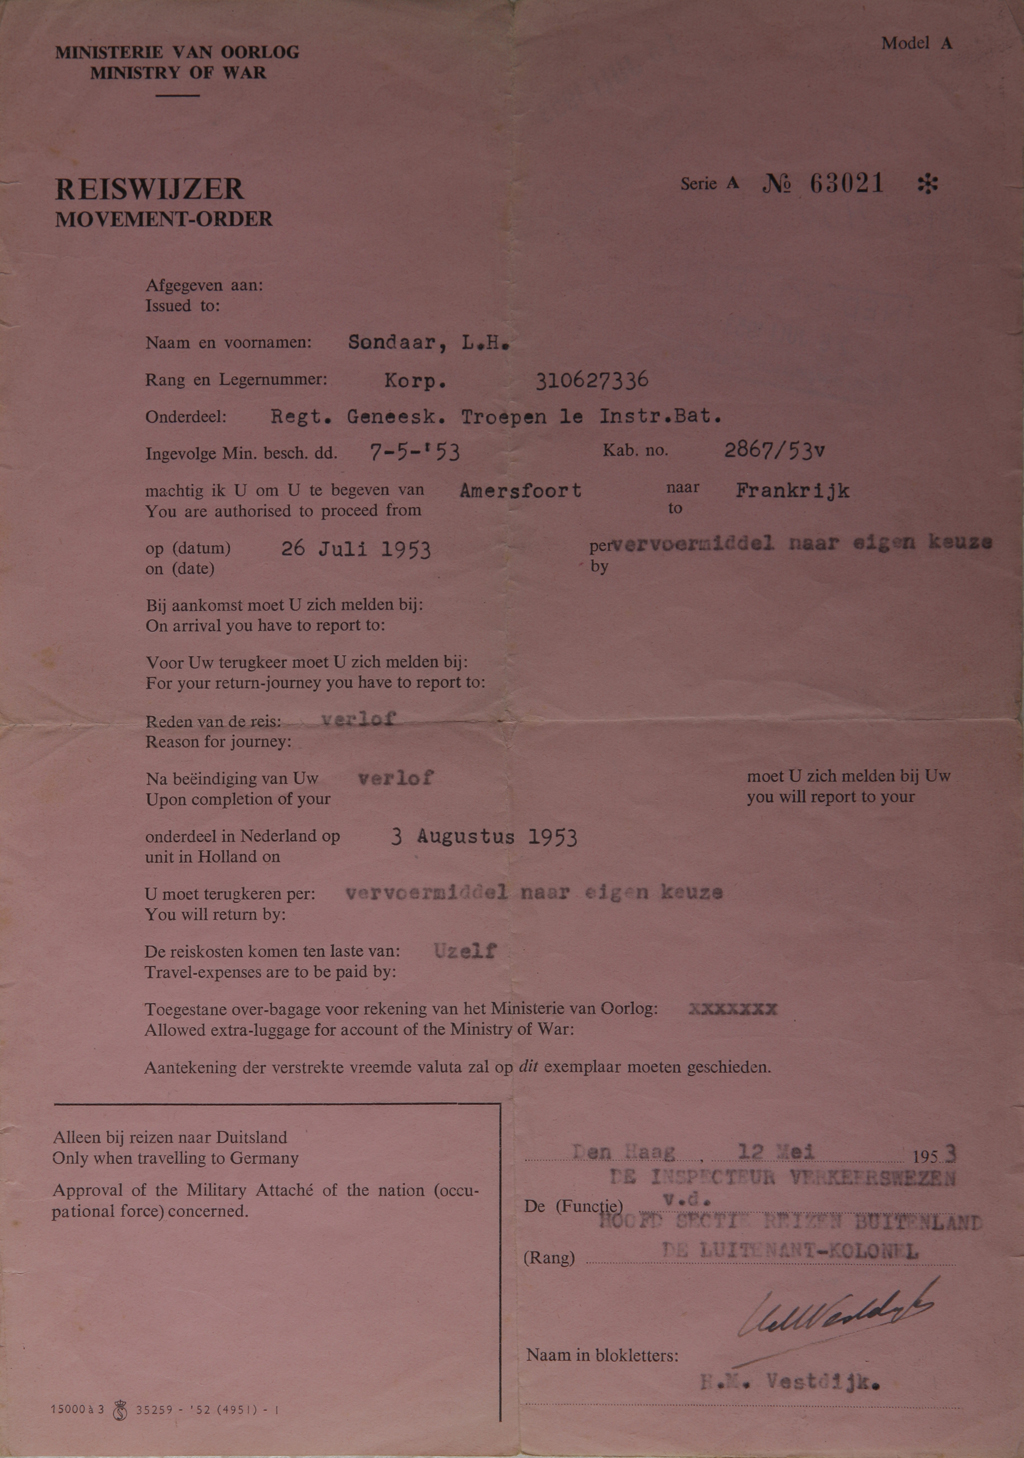 MINISTERIE VAN OORLOG
MINISTRY OF WAR
Model A
REISWIJZER
MOVEMENT-ORDER
Serie A № 63021 *
Afgegeven aan:
Issued to:
Naam en voornamen: Sondaar, L.H.
Rang en Legernummer: Korp. 310627336
Onderdeel: Regt. Geneesk. Troepen 1e Instr.Bat.
Ingevolge Min. besch. dd. 7-5-'53 Kab. no. 2867/53v
machtig ik U om U te begeven van Amersfoort naar Frankrijk
You are authorised to proceed from to
op (datum) 26 Juli 1953 per vervoermiddel naar eigen keuze
on (date) by
Bij aankomst moet U zich melden bij:
On arrival you have to report to:
Voor Uw terugkeer moet U zich melden bij:
For your return-journey you have to report to:
Reden van de reis: verlof
Reason for journey:
Na beëindiging van Uw verlof moet U zich melden bij Uw
Upon completion of your you will report to your
onderdeel in Nederland op 3 Augustus 1953
unit in Holland on
U moet terugkeren per: vervoermiddel naar eigen keuze
You will return by:
De reiskosten komen ten laste van: Uzelf
Travel-expenses are to be paid by:
Toegestane over-bagage voor rekening van het Ministerie van Oorlog: xxxxxxx
Allowed extra-luggage for account of the Ministry of War:
Aantekening der verstrekte vreemde valuta zal op dit exemplaar moeten geschieden.
Alleen bij reizen naar Duitsland
Only when travelling to Germany
Approval of the Military Attaché of the nation (occu-
pational force) concerned.
Den Haag, 12 Mei 1953
DE INSPECTEUR VERKEERSWEZEN
De (Functie) v.d.
HOOFD SECTIE REIZEN BUITENLAND
(Rang) DE LUITENANT-KOLONEL
Naam in blokletters:
Vestdijk.
15000 à 3 35259 - '52 (4951) - I